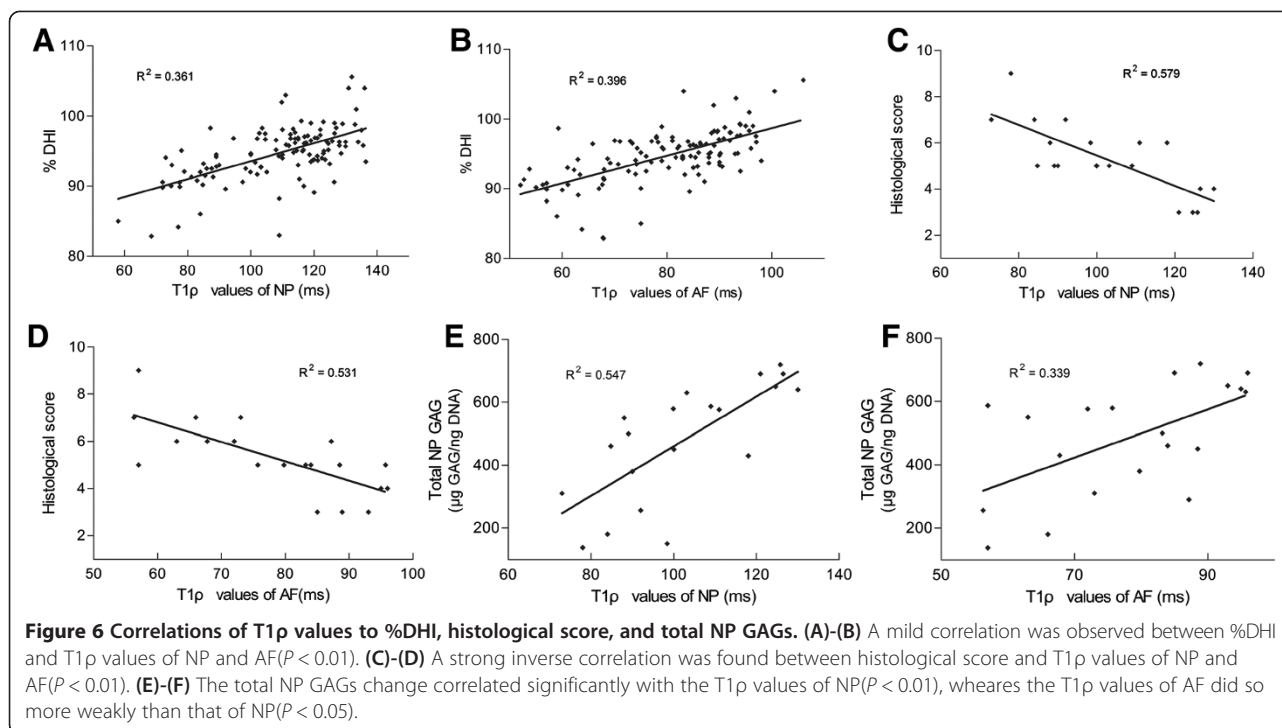 A
110
100
90
80
% DHI
R² = 0.361
60 80 100 120 140
T1ρ values of NP (ms)
B
110
100
90
80
% DHI
R² = 0.396
60 80 100
T1ρ values of AF (ms)
C
10
8
6
4
2
Histological score
R² = 0.579
60 80 100 120 140
T1ρ values of NP (ms)
D
10
8
6
4
2
Histological score
R² = 0.531
50 60 70 80 90 100
T1ρ values of AF(ms)
E
800
600
400
200
Total NP GAG
(µg GAG/ng DNA)
R² = 0.547
60 80 100 120 140
T1ρ values of NP (ms)
F
800
600
400
200
Total NP GAG
(µg GAG/ng DNA)
R² = 0.339
50 70 90
T1ρ values of AF (ms)
Figure 6 Correlations of T1ρ values to %DHI, histological score, and total NP GAGs. (A)-(B) A mild correlation was observed between %DHI
and T1ρ values of NP and AF(P < 0.01). (C)-(D) A strong inverse correlation was found between histological score and T1ρ values of NP and
AF(P < 0.01). (E)-(F) The total NP GAGs change correlated significantly with the T1ρ values of NP(P < 0.01), wheares the T1ρ values of AF did so
more weakly than that of NP(P < 0.05).